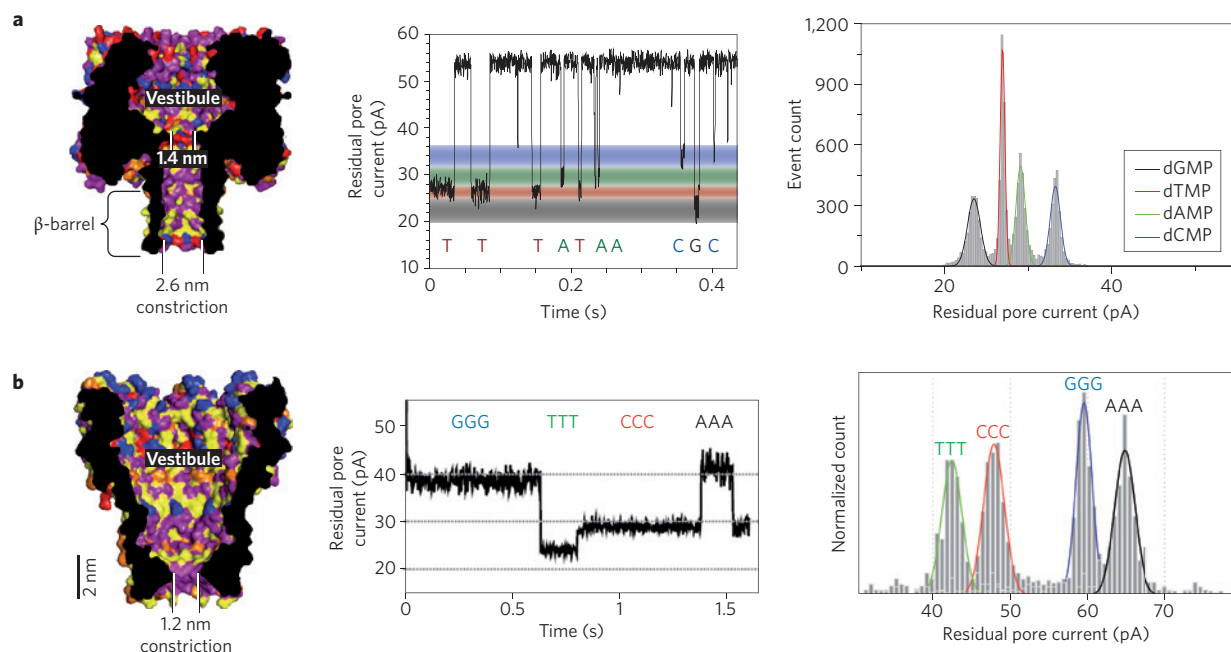 a
Vestibule
1.4 nm
β-barrel
2.6 nm
constriction
Residual pore
current (pA)
60
50
40
30
20
10
T T T A T A A C G C
0 0.2 0.4
Time (s)
Event count
1,200
900
600
300
0
dGMP
dTMP
dAMP
dCMP
20 40
Residual pore current (pA)
b
Vestibule
2 nm
1.2 nm
constriction
Residual pore
current (pA)
50
40
30
20
GGG TTT CCC AAA
0 0.5 1 1.5
Time (s)
Normalized count
TTT CCC GGG AAA
40 50 60 70
Residual pore current (pA)